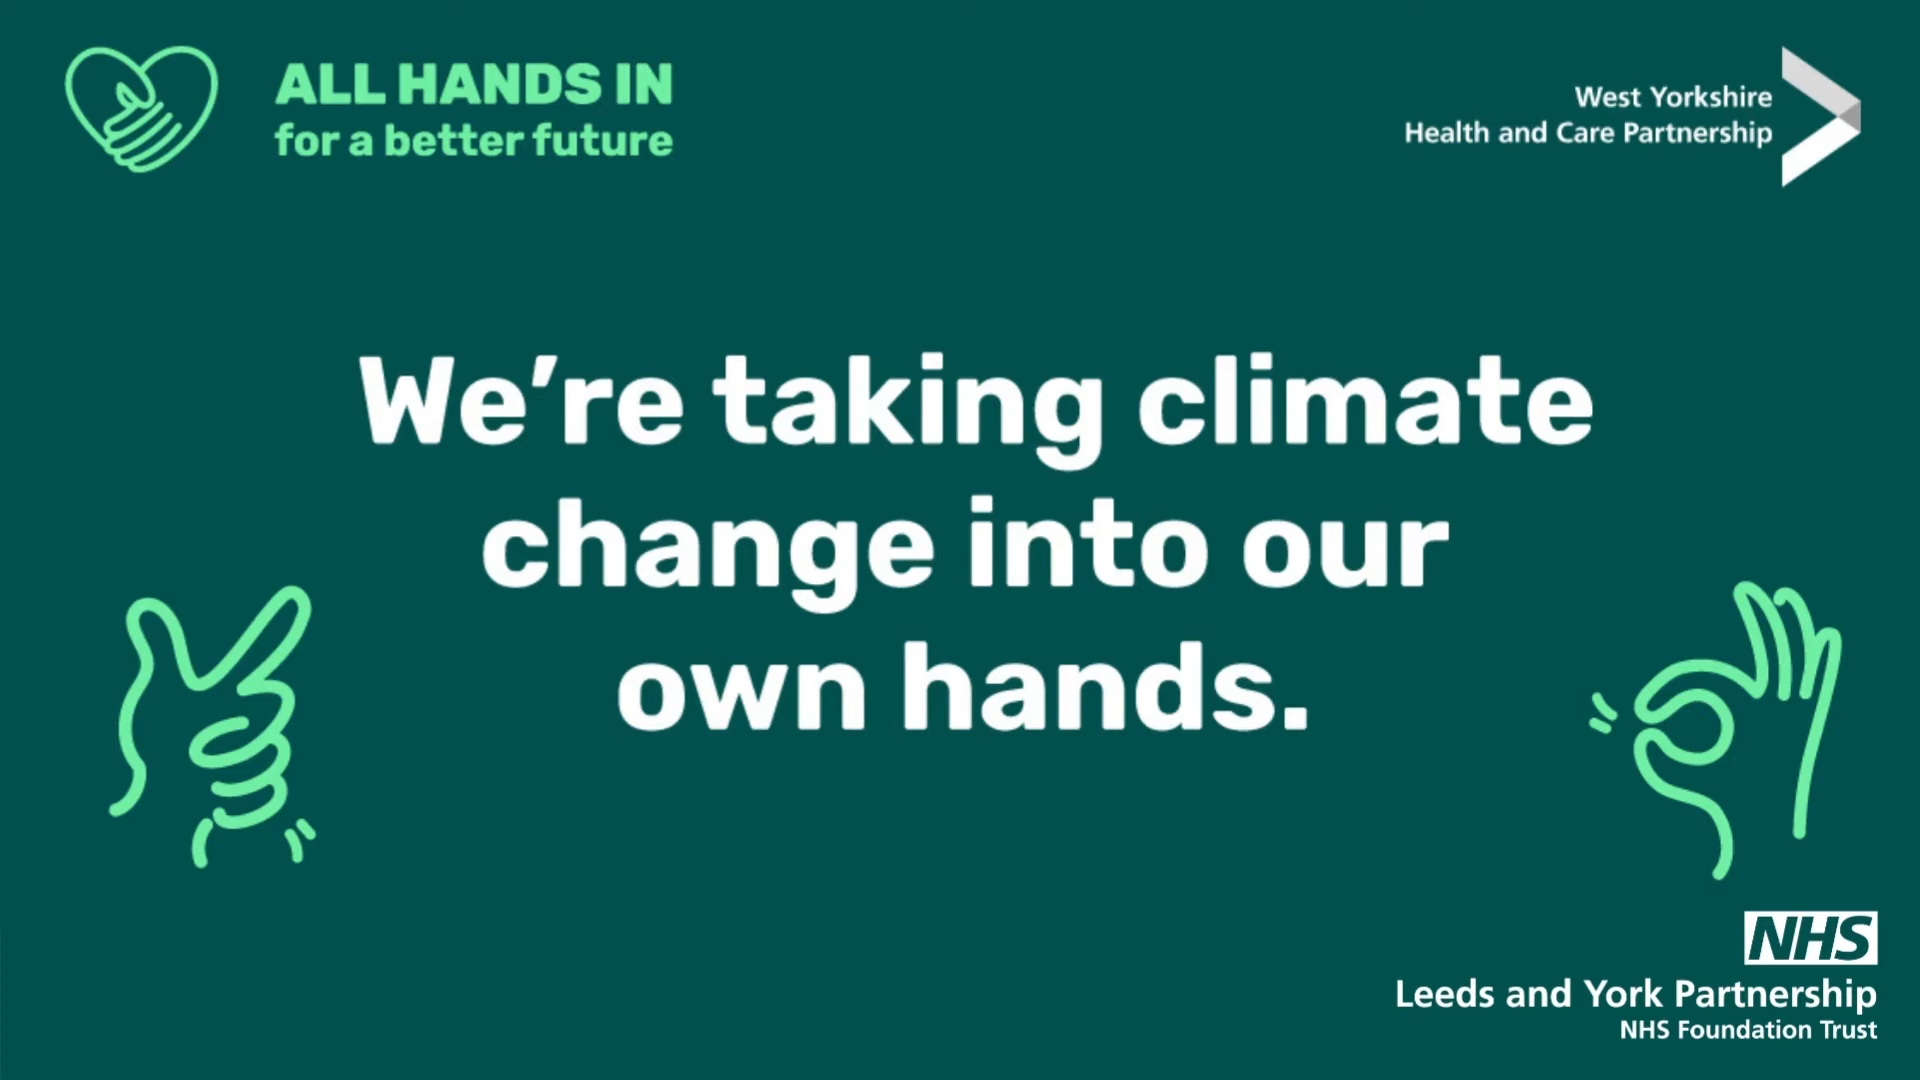 ALL HANDS IN
for a better future
West Yorkshire
Health and Care Partnership
We’re taking climate
change into our
own hands.
NHS
Leeds and York Partnership
NHS Foundation Trust